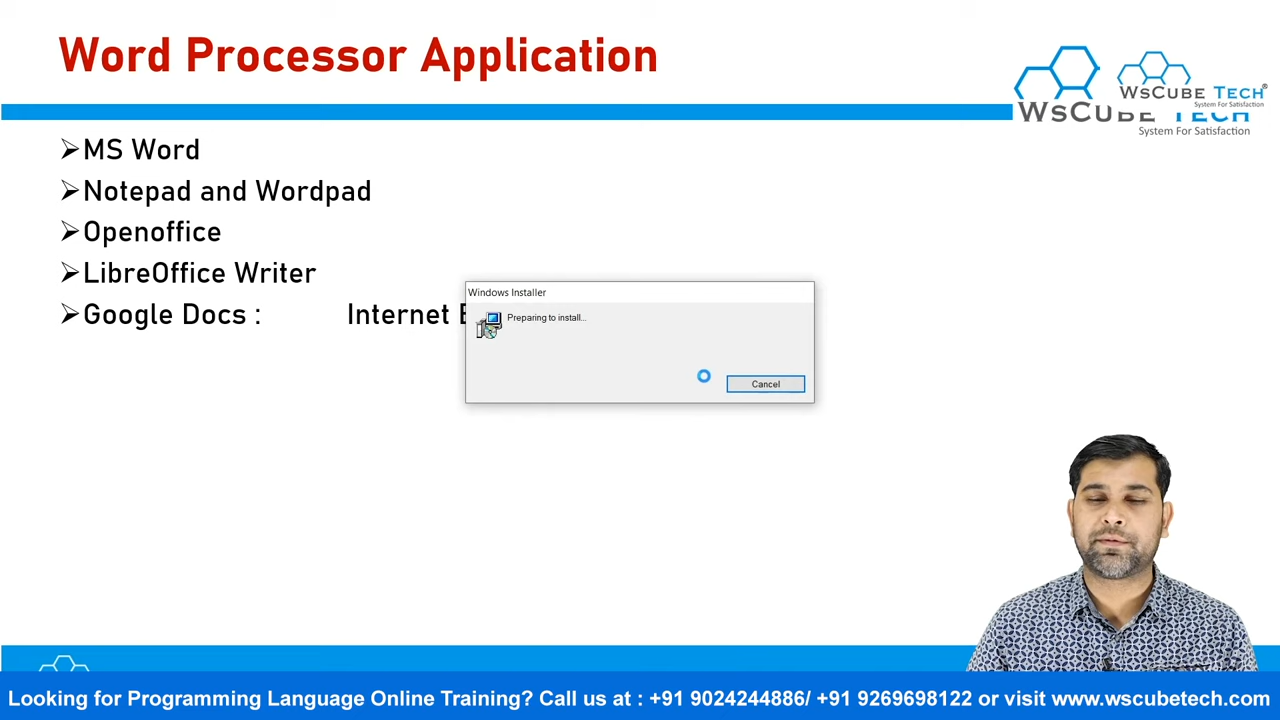 Word Processor Application
WSCUBE TECH®
System For Satisfaction
WSCUBE TECH
System For Satisfaction
➢MS Word
➢Notepad and Wordpad
➢Openoffice
➢LibreOffice Writer
➢Google Docs : Internet
Windows Installer
Preparing to install...
Cancel
Looking for Programming Language Online Training? Call us at : +91 9024244886/ +91 9269698122 or visit www.wscubetech.com